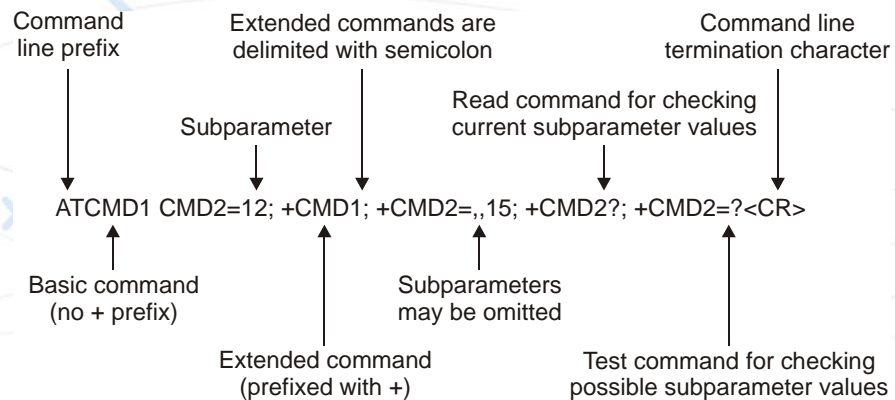 Command
line prefix
Extended commands are
delimited with semicolon
Command line
termination character
Subparameter
Read command for checking
current subparameter values
ATCMD1 CMD2=12; +CMD1; +CMD2=,,15; +CMD2?; +CMD2=?<CR>
Basic command
(no + prefix)
Subparameters
may be omitted
Extended command
(prefixed with +)
Test command for checking
possible subparameter values